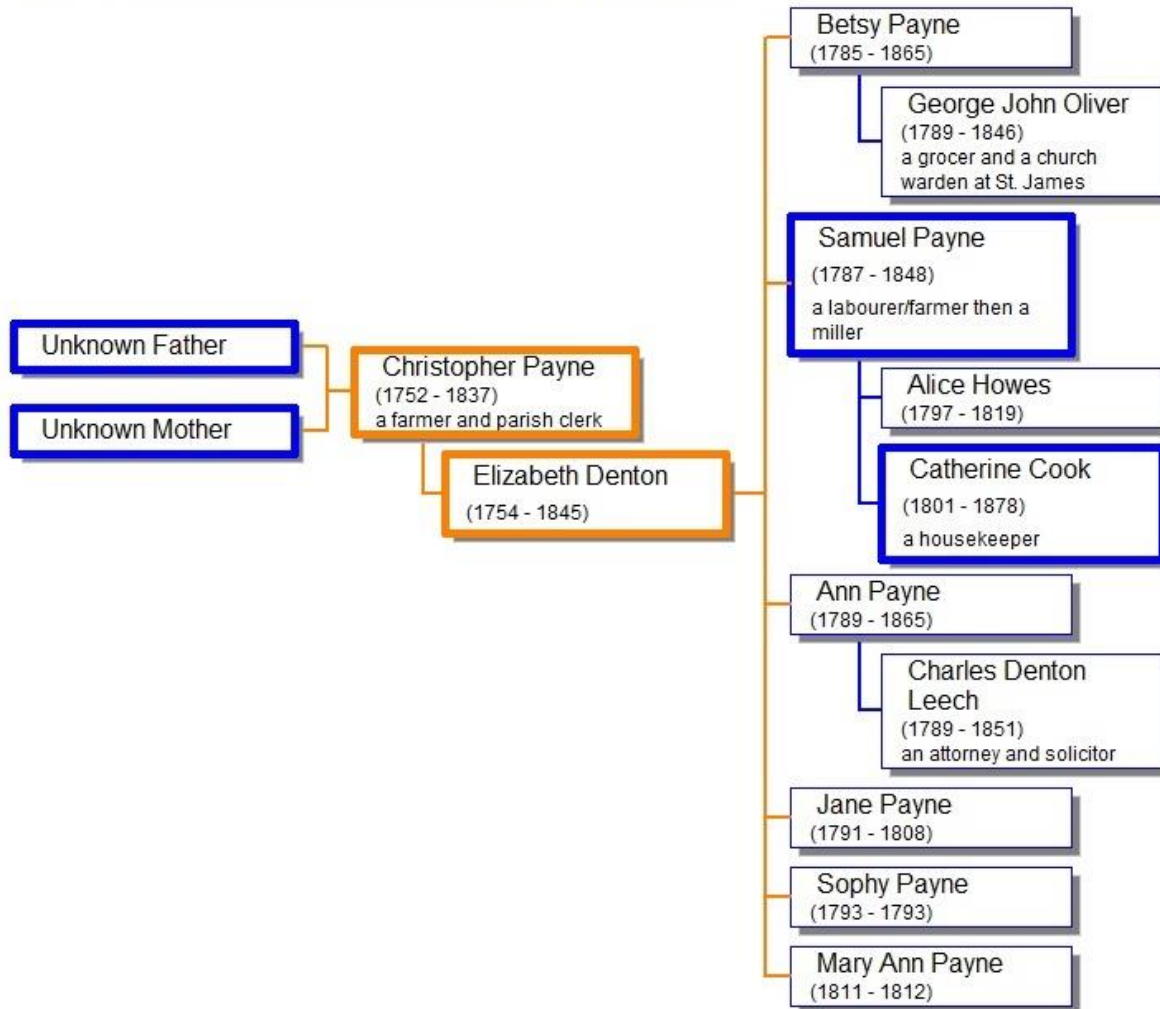 Betsy Payne
(1785 - 1865)
George John Oliver
(1789 - 1846)
a grocer and a church
warden at St. James
Samuel Payne
(1787 - 1848)
a labourer/farmer then a
miller
Unknown Father
Unknown Mother
Christopher Payne
(1752 - 1837)
a farmer and parish clerk
Elizabeth Denton
(1754 - 1845)
Alice Howes
(1797 - 1819)
Catherine Cook
(1801 - 1878)
a housekeeper
Ann Payne
(1789 - 1865)
Charles Denton
Leech
(1789 - 1851)
an attorney and solicitor
Jane Payne
(1791 - 1808)
Sophy Payne
(1793 - 1793)
Mary Ann Payne
(1811 - 1812)